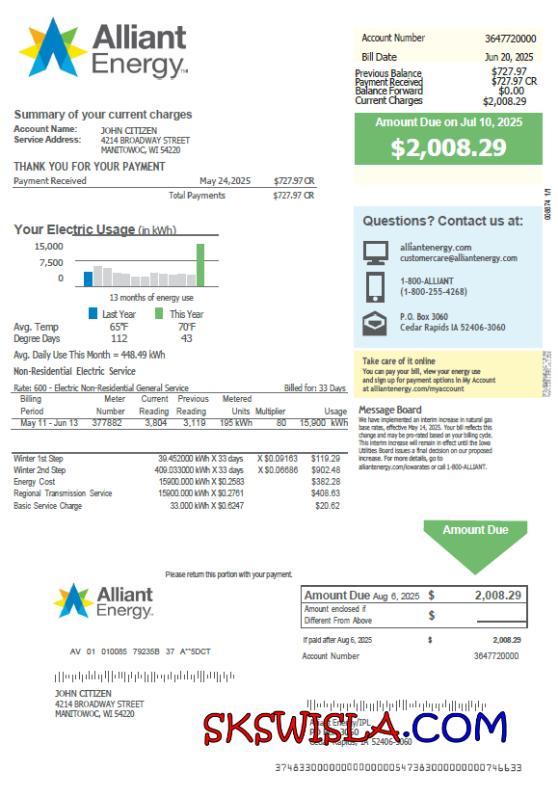 Alliant
Energy™
Account Number 3647720000
Bill Date Jun 20, 2025
Previous Balance $727.97
Payment Received $727.97 CR
Balance Forward $0.00
Current Charges $2,008.29
Amount Due on Jul 10, 2025
$2,008.29
Summary of your current charges
Account Name: JOHN CITIZEN
Service Address: 4214 BROADWAY STREET
MANITOWOC, WI 54220
THANK YOU FOR YOUR PAYMENT
Payment Received May 24,2025 $727.97 CR
Total Payments $727.97 CR
Your Electric Usage (in kWh)
15,000
7,500
0
13 months of energy use
Last Year This Year
Avg. Temp 65°F 70°F
Degree Days 112 43
Avg. Daily Use This Month = 448.49 kWh
Non-Residential Electric Service
Rate: 600 - Electric Non-Residential General Service Billed for: 33 Days
Billing Meter Current Previous Metered
Period Number Reading Reading Units Multiplier Usage
May 11 - Jun 13 377882 3,804 3,119 195 kWh 80 15,900 kWh
Winter 1st Step 39.452000 kWh X 33 days X $0.09163 $119.29
Winter 2nd Step 409.033000 kWh X 33 days X $0.06686 $902.48
Energy Cost 15900.000 kWh X $0.2583 $382.28
Regional Transmission Service 15900.000 kWh X $0.2761 $408.63
Basic Service Charge 33.000 kWh X $0.6247 $20.62
Questions? Contact us at:
alliantenergy.com
customercare@alliantenergy.com
1-800-ALLIANT
(1-800-255-4268)
P.O. Box 3060
Cedar Rapids IA 52406-3060
Take care of it online
You can pay your bill, view your energy use
and sign up for payment options in My Account
at alliantenergy.com/myaccount
Message Board
We have implemented an interim increase in natural gas
base rates, effective May 14, 2025. Your bill reflects this
change and may be pro-rated based on your billing cycle.
This interim increase will remain in effect until the Iowa
Utilities Board issues a final decision on our proposed
increase. For more details, go to
alliantenergy.com/iowarates or call 1-800-ALLIANT.
Amount Due
Please return this portion with your payment.
Alliant
Energy™
Amount Due Aug 6, 2025 $ 2,008.29
Amount enclosed if
Different From Above $
If paid after Aug 6, 2025 $ 2,008.29
Account Number 3647720000
AV 01 010085 79235B 37 A**5DCT
JOHN CITIZEN
4214 BROADWAY STREET
MANITOWOC, WI 54220
Alliant Energy/IPL
PO Box 3060
Cedar Rapids, IA 52406-3060
SKSWISLA.COM